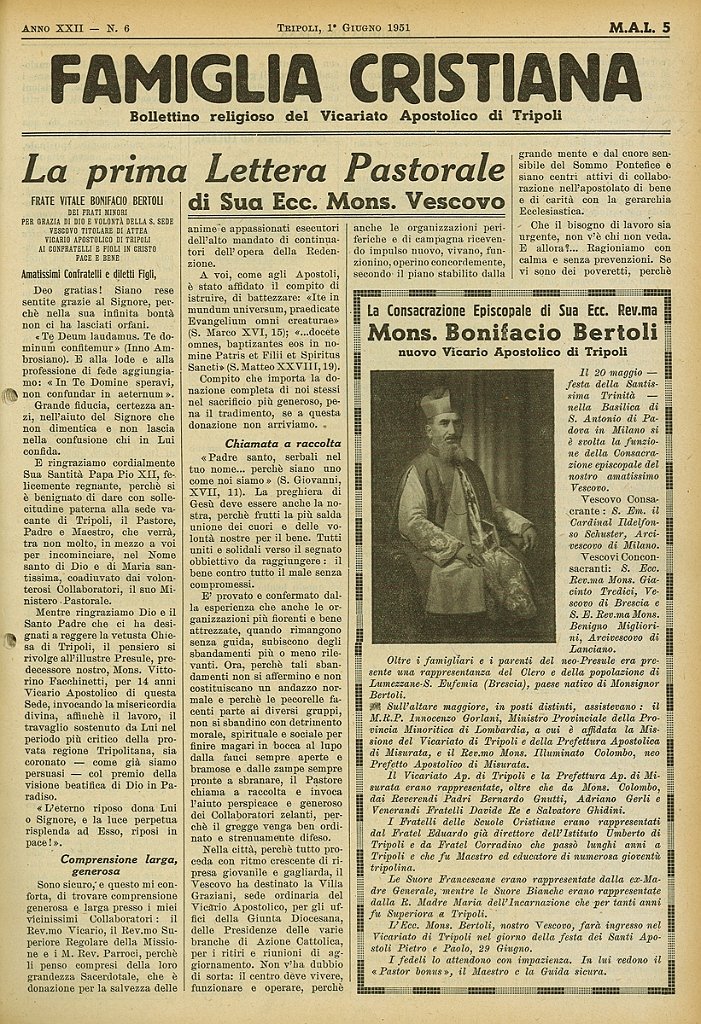 ANNO XXII — N. 6
TRIPOLI, 1° GIUGNO 1951
M.A.L. 5
FAMIGLIA CRISTIANA
Bollettino religioso del Vicariato Apostolico di Tripoli
La prima Lettera Pastorale
di Sua Ecc. Mons. Vescovo
FRATE VITALE BONIFACIO BERTOLI
DEI FRATI MINORI
PER GRAZIA DI DIO E VOLONTÀ DELLA S. SEDE
VESCOVO TITOLARE DI ATTEA
VICARIO APOSTOLICO DI TRIPOLI
AI CONFRATELLI E FIGLI IN CRISTO
PACE E BENE
Amatissimi Confratelli e diletti Figli,
Deo gratias! Siano rese
sentite grazie al Signore, per-
chè nella sua infinita bontà
non ci ha lasciati orfani.
«Te Deum laudamus. Te do-
minum confitemur» (Inno Am-
brosiano). E alla lode e alla
professione di fede aggiungia-
mo: «In Te Domine speravi,
non confundar in aeternum».
Grande fiducia, certezza an-
zi, nell'aiuto del Signore che
non dimentica e non lascia
nella confusione chi in Lui
confida.
E ringraziamo cordialmente
Sua Santità Papa Pio XII, fe-
licemente regnante, perchè si
è benignato di dare con solle-
citudine paterna alla sede va-
cante di Tripoli, il Pastore,
Padre e Maestro, che verrà,
tra non molto, in mezzo a voi
per incominciare, nel Nome
santo di Dio e di Maria san-
tissima, coadiuvato dai volon-
terosi Collaboratori, il suo Mi-
nistero Pastorale.
Mentre ringraziamo Dio e il
Santo Padre che ci ha desi-
gnati a reggere la vetusta Chie-
sa di Tripoli, il pensiero si
rivolge all'illustre Presule, pre-
decessore nostro, Mons. Vitto-
rino Facchinetti, per 14 anni
Vicario Apostolico di questa
Sede, invocando la misericordia
divina, affinchè il lavoro, il
travaglio sostenuto da Lui nel
periodo più critico della pro-
vata regione Tripolitana, sia
coronato — come già siamo
persuasi — col premio della
visione beatifica di Dio in Pa-
radiso.
«L'eterno riposo dona Lui
o Signore, e la luce perpetua
risplenda ad Esso, riposi in
pace!».
Comprensione larga,
generosa
Sono sicuro, e questo mi con-
forta, di trovare comprensione
generosa e larga presso i miei
vicinissimi Collaboratori: il
Rev.mo Vicario, il Rev.mo Su-
periore Regolare della Missio-
ne e i M. Rev. Parroci, perchè
li penso compresi della loro
grandezza Sacerdotale, che è
donazione per la salvezza delle
anime e appassionati esecutori
dell'alto mandato di continua-
tori dell'opera della Reden-
zione.
A voi, come agli Apostoli,
è stato affidato il compito di
istruire, di battezzare: «Ite in
mundum universum, praedicate
Evangelium omni creaturae»
(S. Marco XVI, 15); «...docete
omnes, baptizantes eos in no-
mine Patris et Filii et Spiritus
Sancti» (S. Matteo XXVIII, 19).
Compito che importa la do-
nazione completa di noi stessi
nel sacrificio più generoso, pe-
na il tradimento, se a questa
donazione non arriviamo.
Chiamata a raccolta
«Padre santo, serbali nel
tuo nome... perchè siano uno
come noi siamo» (S. Giovanni,
XVII, 11). La preghiera di
Gesù deve essere anche la no-
stra, perchè frutti la più salda
unione dei cuori e delle vo-
lontà nostre per il bene. Tutti
uniti e solidali verso il segnato
obbiettivo da raggiungere: il
bene contro tutto il male senza
compromessi.
E' provato e confermato dal-
la esperienza che anche le or-
ganizzazioni più fiorenti e bene
attrezzate, quando rimangono
senza guida, subiscono degli
sbandamenti più o meno rile-
vanti. Ora, perchè tali sban-
damenti non si affermino e non
costituiscano un andazzo nor-
male e perchè le pecorelle fa-
centi parte ai diversi gruppi,
non si sbandino con detrimento
morale, spirituale e sociale per
finire magari in bocca al lupo
dalla fauci sempre aperte e
bramose e dalle zampe sempre
pronte a sbranare, il Pastore
chiama a raccolta e invoca
l'aiuto perspicace e generoso
dei Collaboratori zelanti, per-
chè il gregge venga ben ordi-
nato e strenuamente difeso.
Nella città, perchè tutto pro-
ceda con ritmo crescente di ri-
presa giovanile e gagliarda, il
Vescovo ha destinato la Villa
Graziani, sede ordinaria del
Vicario Apostolico, per gli uf-
fici della Giunta Diocesana,
delle Presidenze delle varie
branche di Azione Cattolica,
per i ritiri e riunioni di ag-
giornamento. Non v'ha dubbio
di sorta: il centro deve vivere,
funzionare e operare, perchè
anche le organizzazioni peri-
feriche e di campagna riceven-
do impulso nuovo, vivano, fun-
zionino, operino concordemente,
secondo il piano stabilito dalla
grande mente e dal cuore sen-
sibile del Sommo Pontefice e
siano centri attivi di collabo-
razione nell'apostolato di bene
e di carità con la gerarchia
Ecclesiastica.
Che il bisogno di lavoro sia
urgente, non v'è chi non veda.
E allora?... Ragioniamo con
calma e senza prevenzioni. Se
vi sono dei poveretti, perchè
La Consacrazione Episcopale di Sua Ecc. Rev.ma
Mons. Bonifacio Bertoli
nuovo Vicario Apostolico di Tripoli
Il 20 maggio —
festa della Santis-
sima Trinità —
nella Basilica di
S. Antonio di Pa-
dova in Milano si
è svolta la funzio-
ne della Consacra-
zione episcopale del
nostro amatissimo
Vescovo.
Vescovo Consa-
crante: S. Em. il
Cardinal Ildefon-
so Schuster, Arci-
vescovo di Milano.
Vescovi Concon-
sacranti: S. Ecc.
Rev.ma Mons. Gia-
cinto Tredici, Ve-
scovo di Brescia e
S. E. Rev.ma Mons.
Benigno Migliori-
ni, Arcivescovo di
Lanciano.
Oltre i famigliari e i parenti del neo-Presule era pre-
sente una rappresentanza del Clero e della popolazione di
Lumezzane-S. Eufemia (Brescia), paese nativo di Monsignor
Bertoli.
Sull'altare maggiore, in posti distinti, assistevano: il
M.R.P. Innocenzo Gorlani, Ministro Provinciale della Pro-
vincia Minoritica di Lombardia, a cui è affidata la Mis-
sione del Vicariato di Tripoli e della Prefettura Apostolica
di Misurata, e il Rev.mo Mons. Illuminato Colombo, neo
Prefetto Apostolico di Misurata.
Il Vicariato Ap. di Tripoli e la Prefettura Ap. di Mi-
surata erano rappresentate, oltre che da Mons. Colombo,
dai Reverendi Padri Bernardo Gnutti, Adriano Gerli e
Venerandi Fratelli Davide Re e Salvatore Ghidini.
I Fratelli delle Scuole Cristiane erano rappresentati
dal Fratel Eduardo già direttore dell'Istituto Umberto di
Tripoli e da Fratel Corradino che passò lunghi anni a
Tripoli e che fu Maestro ed educatore di numerosa gioventù
tripolina.
Le Suore Francescane erano rappresentate dalla ex-Ma-
dre Generale, mentre le Suore Bianche erano rappresentate
dalla R. Madre Maria dell'Incarnazione che per tanti anni
fu Superiora a Tripoli.
L'Ecc. Mons. Bertoli, nostro Vescovo, farà ingresso nel
Vicariato di Tripoli nel giorno della festa dei Santi Apo-
stoli Pietro e Paolo, 29 Giugno.
I fedeli lo attendono con impazienza. In lui vedono il
«Pastor bonus», il Maestro e la Guida sicura.